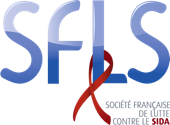 SFLS
SOCIÉTÉ FRANÇAISE
DE LUTTE
CONTRE LE SIDA